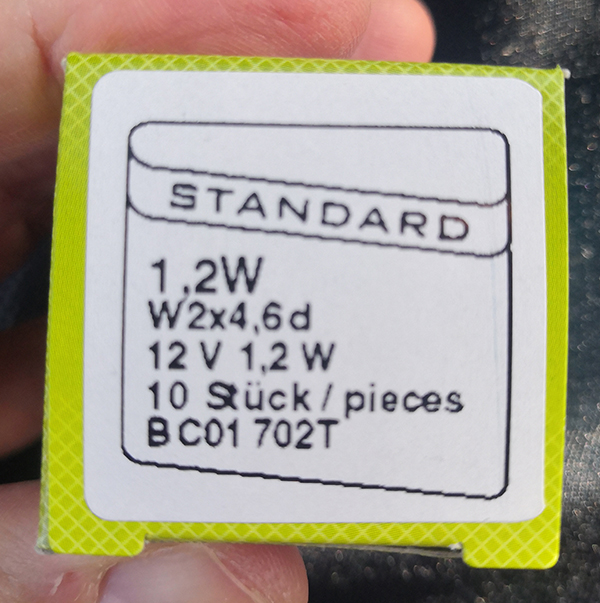 STANDARD
1,2W
W2x4,6d
12 V 1,2 W
10 Stück / pieces
BC01 702T